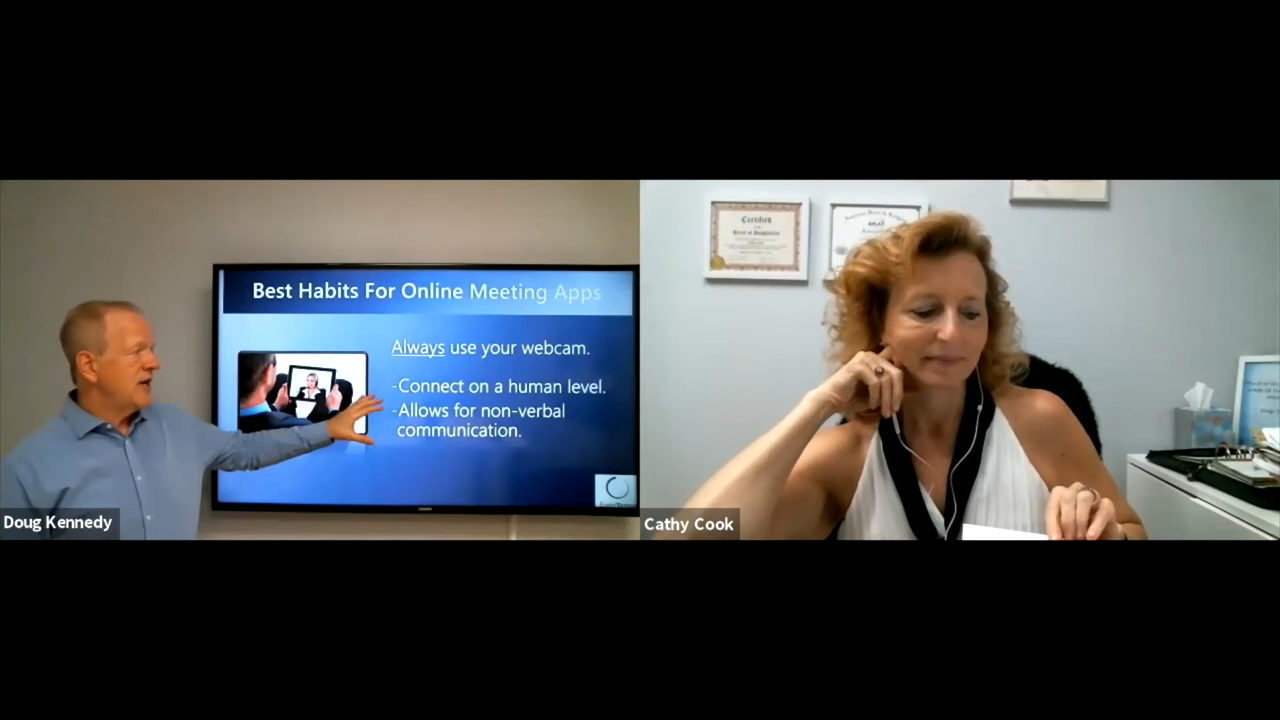 Best Habits For Online Meeting Apps
Always use your webcam.
-Connect on a human level.
-Allows for non-verbal
communication.
Doug Kennedy
Certified
Cathy Cook